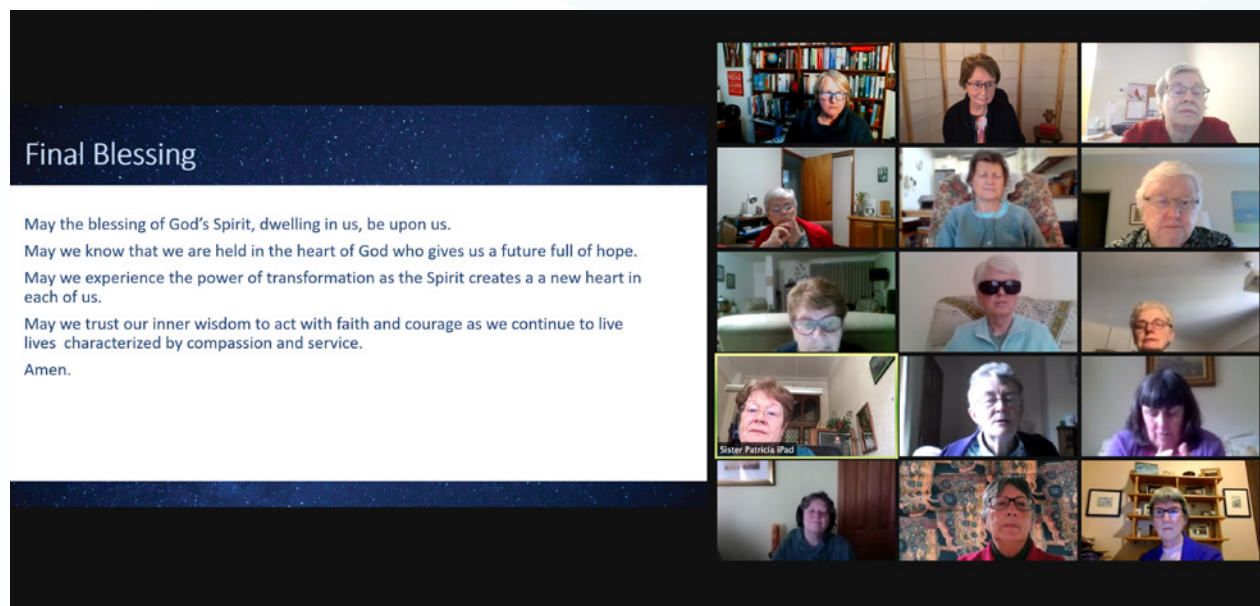 Final Blessing
May the blessing of God's Spirit, dwelling in us, be upon us.
May we know that we are held in the heart of God who gives us a future full of hope.
May we experience the power of transformation as the Spirit creates a a new heart in
each of us.
May we trust our inner wisdom to act with faith and courage as we continue to live
lives  characterized by compassion and service.
Amen.
Sister Patricia iPad